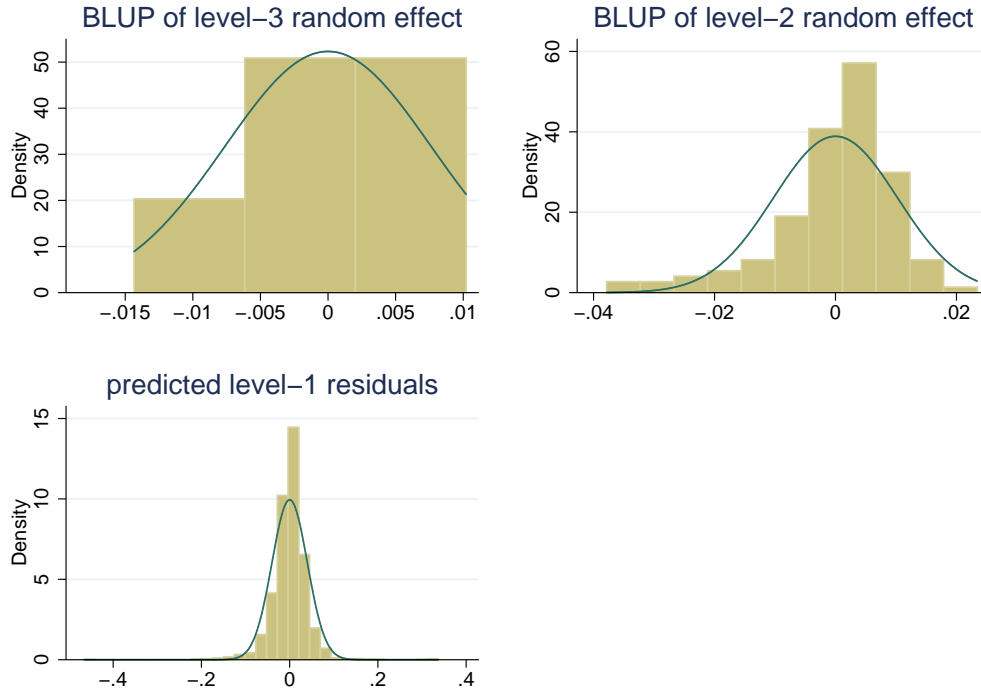 BLUP of level−3 random effect
Density
50
40
30
20
10
0
−.015 −.01 −.005 0 .005 .01
BLUP of level−2 random effect
Density
60
40
20
0
−.04 −.02 0 .02
predicted level−1 residuals
Density
15
10
5
0
−.4 −.2 0 .2 .4